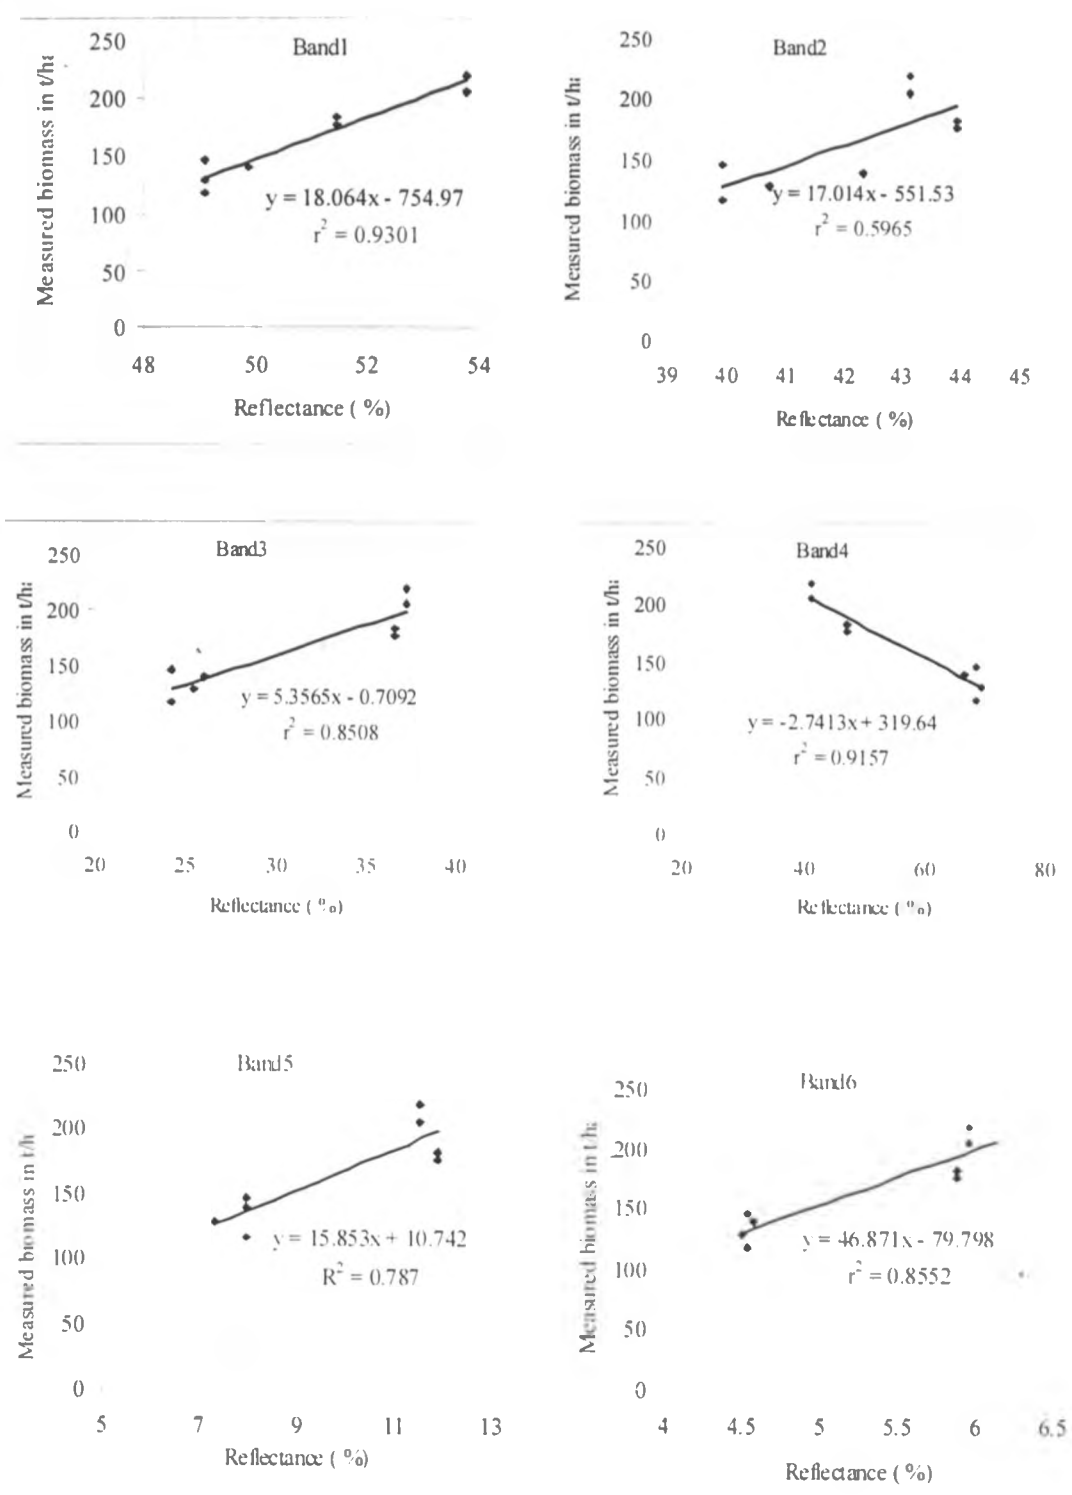 Band1
Measured biomass in t/ha
250
200
150
100
50
0
y = 18.064x - 754.97
r² = 0.9301
48 50 52 54
Reflectance ( %)
Band2
Measured biomass in t/ha
250
200
150
100
50
0
y = 17.014x - 551.53
r² = 0.5965
39 40 41 42 43 44 45
Reflectance ( %)
Band3
Measured biomass in t/ha
250
200
150
100
50
0
y = 5.3565x - 0.7092
r² = 0.8508
20 25 30 35 40
Reflectance ( %)
Band4
Measured biomass in t/ha
250
200
150
100
50
0
y = -2.7413x + 319.64
r² = 0.9157
20 40 60 80
Reflectance ( %)
Band5
Measured biomass in t/h
250
200
150
100
50
0
y = 15.853x + 10.742
R² = 0.787
5 7 9 11 13
Reflectance ( %)
Band6
Measured biomass in t/ha
250
200
150
100
50
0
y = 46.871x - 79.798
r² = 0.8552
4 4.5 5 5.5 6 6.5
Reflectance ( %)